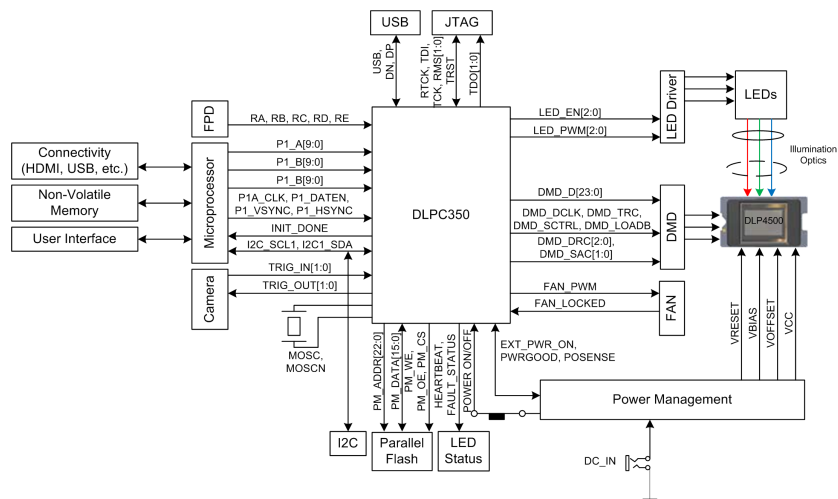 USB
JTAG
USB,
DN, DP
RTCK, TDI,
TCK, RMS[1:0]
TRST
TDO[1:0]
FPD
RA, RB, RC, RD, RE
LED_EN[2:0]
LED_PWM[2:0]
LED Driver
LEDs
Illumination
Optics
Connectivity
(HDMI, USB, etc.)
Non-Volatile
Memory
User Interface
Microprocessor
P1_A[9:0]
P1_B[9:0]
P1_B[9:0]
P1A_CLK, P1_DATEN,
P1_VSYNC, P1_HSYNC
INIT_DONE
I2C_SCL1, I2C1_SDA
DLPC350
DMD_D[23:0]
DMD_DCLK, DMD_TRC,
DMD_SCTRL, DMD_LOADB
DMD_DRC[2:0],
DMD_SAC[1:0]
DMD
DLP4500
Camera
TRIG_IN[1:0]
TRIG_OUT[1:0]
FAN_PWM
FAN_LOCKED
FAN
MOSC,
MOSCN
PM_ADDR[22:0]
PM_DATA[15:0]
PM_WE,
PM_OE, PM_CS
HEARTBEAT,
FAULT_STATUS
POWER ON/OFF
EXT_PWR_ON,
PWRGOOD, POSENSE
VRESET
VBIAS
VOFFSET
VCC
Power Management
I2C
Parallel
Flash
LED
Status
DC_IN